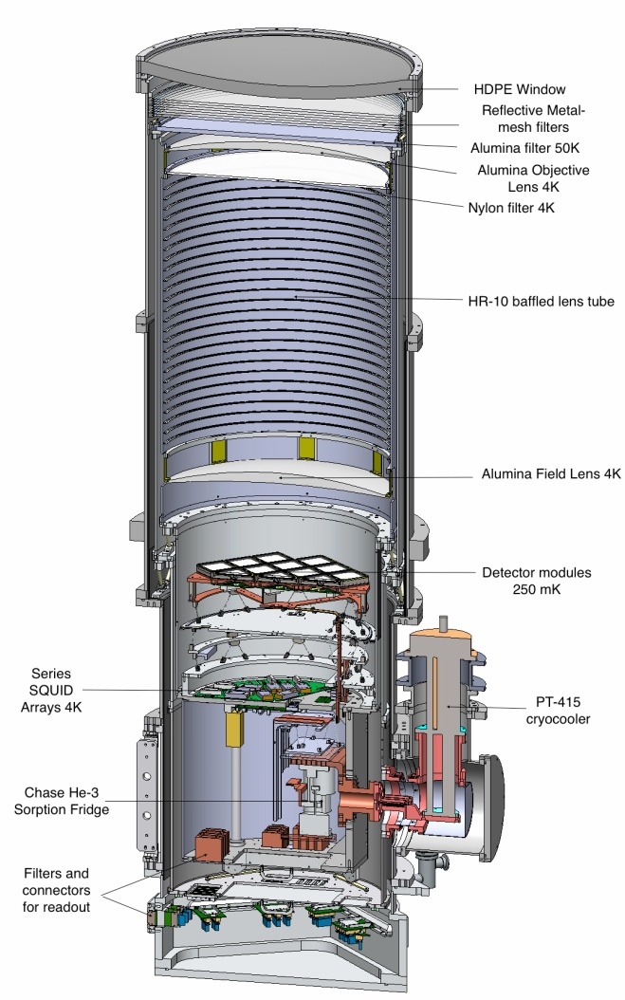 HDPE Window
Reflective Metal-
mesh filters
Alumina filter 50K
Alumina Objective
Lens 4K
Nylon filter 4K
HR-10 baffled lens tube
Alumina Field Lens 4K
Detector modules
250 mK
Series
SQUID
Arrays 4K
PT-415
cryocooler
Chase He-3
Sorption Fridge
Filters and
connectors
for readout